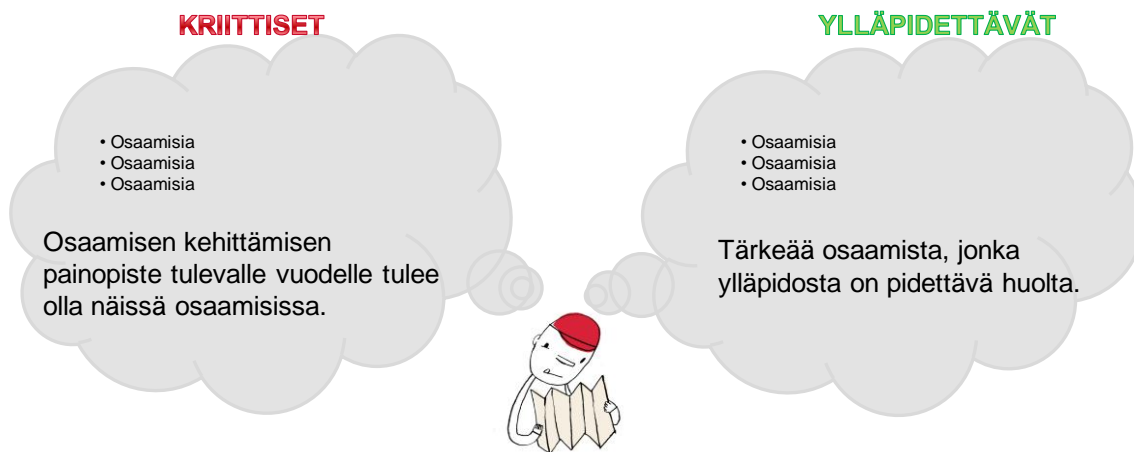 KRIITTISET
• Osaamisia
• Osaamisia
• Osaamisia
Osaamisen kehittämisen
painopiste tulevalle vuodelle tulee
olla näissä osaamisissa.
YLLÄPIDETTÄVÄT
• Osaamisia
• Osaamisia
• Osaamisia
Tärkeää osaamista, jonka
ylläpidosta on pidettävä huolta.